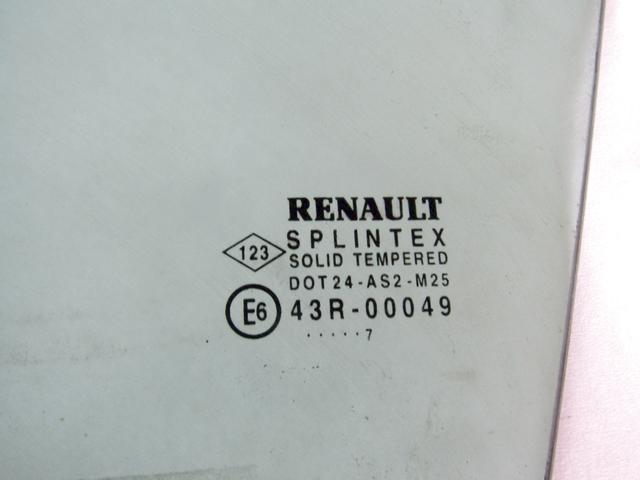 RENAULT
123 SPLINTEX
SOLID TEMPERED
DOT24-AS2-M25
E6 43R-00049
.....7